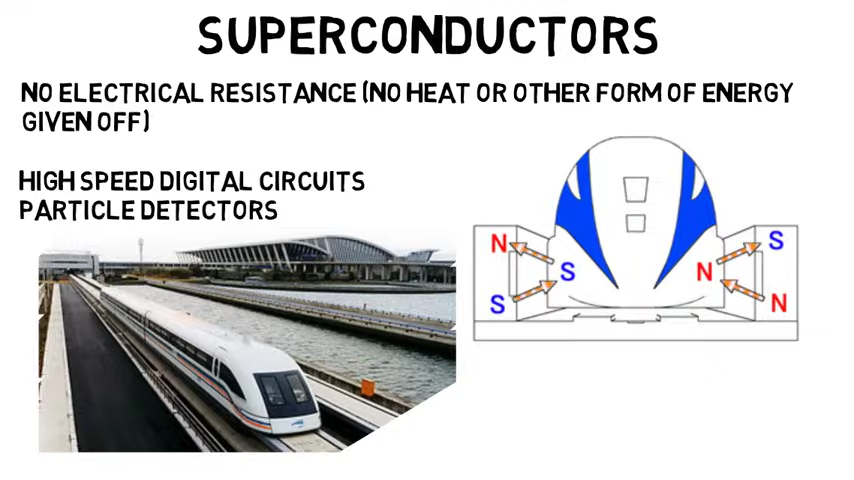 SUPERCONDUCTORS
NO ELECTRICAL RESISTANCE (NO HEAT OR OTHER FORM OF ENERGY
GIVEN OFF)
HIGH SPEED DIGITAL CIRCUITS
PARTICLE DETECTORS
N S
S N
S N
S N